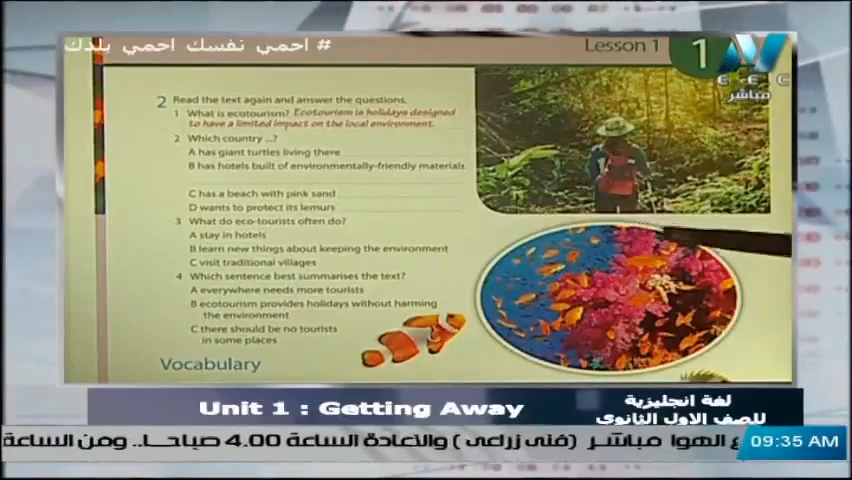 # احمي نفسك احمي بلدك
Lesson 1
1
E E C
مباشر
2 Read the text again and answer the questions.
1 What is ecotourism? Ecotourism is holidays designed
to have a limited impact on the local environment.
2 Which country ...?
A has giant turtles living there
B has hotels built of environmentally-friendly materials
C has a beach with pink sand
D wants to protect its lemurs
3 What do eco-tourists often do?
A stay in hotels
B learn new things about keeping the environment
C visit traditional villages
4 Which sentence best summarises the text?
A everywhere needs more tourists
B ecotourism provides holidays without harming
the environment
C there should be no tourists
in some places
Vocabulary
Unit 1 : Getting Away
لغة انجليزية
للصف الاول الثانوى
ع الهوا مباشر (فنى زراعى) والاعادة الساعة 4.00 صباحا.. ومن الساعة
09:35 AM